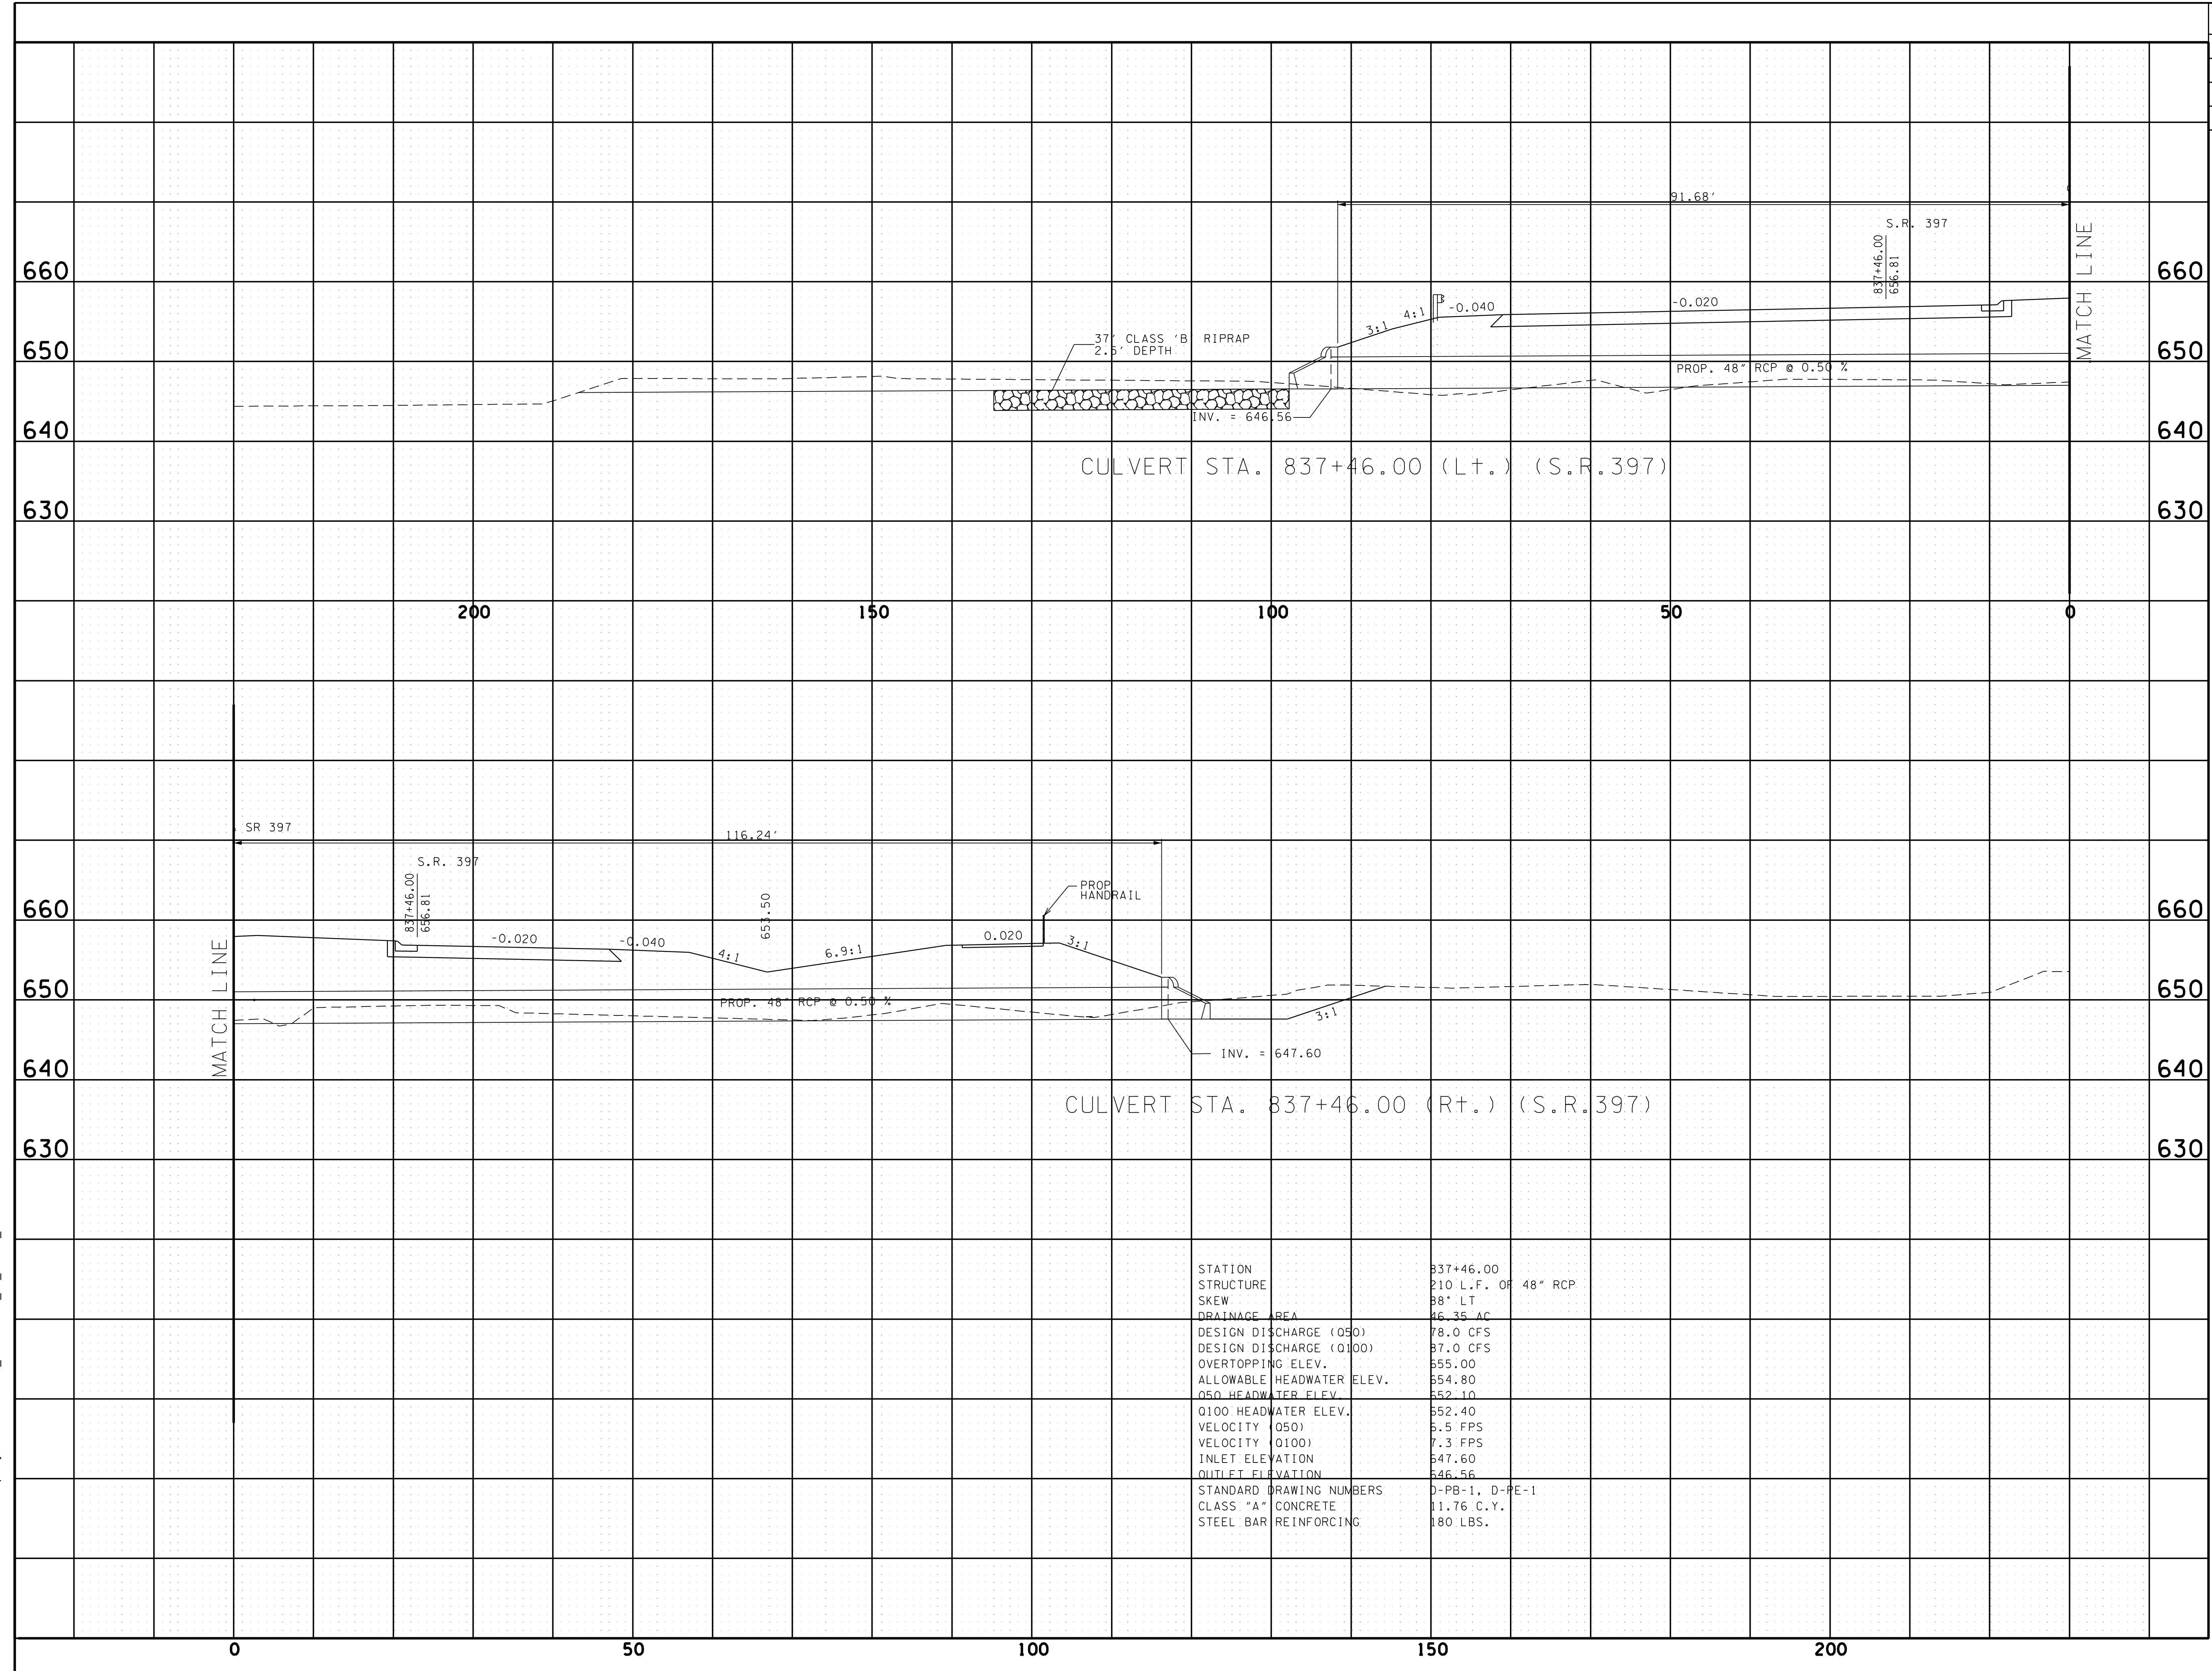 91.68'
S.R. 397
837+46.00
656.81
MATCH LINE
660 660
-0.020
-0.040
4:1
3:1
37' CLASS 'B' RIPRAP
2.5' DEPTH
650 650
PROP. 48" RCP @ 0.50 %
INV. = 646.56
640 640
CULVERT STA. 837+46.00 (Lt.) (S.R.397)
630 630
200 150 100 50 0
SR 397
116.24'
S.R. 397
837+46.00
656.81
653.50
PROP.
HANDRAIL
660 660
MATCH LINE
-0.020
-0.040
4:1
6.9:1
0.020
3:1
650 650
PROP. 48" RCP @ 0.50 %
3:1
INV. = 647.60
640 640
CULVERT STA. 837+46.00 (Rt.) (S.R.397)
630 630
STATION 837+46.00
STRUCTURE 210 L.F. OF 48" RCP
SKEW 88° LT
DRAINAGE AREA 46.35 AC
DESIGN DISCHARGE (Q50) 78.0 CFS
DESIGN DISCHARGE (Q100) 87.0 CFS
OVERTOPPING ELEV. 655.00
ALLOWABLE HEADWATER ELEV. 654.80
Q50 HEADWATER ELEV. 652.10
Q100 HEADWATER ELEV. 652.40
VELOCITY (Q50) 6.5 FPS
VELOCITY (Q100) 7.3 FPS
INLET ELEVATION 647.60
OUTLET ELEVATION 646.56
STANDARD DRAWING NUMBERS D-PB-1, D-PE-1
CLASS "A" CONCRETE 11.76 C.Y.
STEEL BAR REINFORCING 180 LBS.
0 50 100 150 200